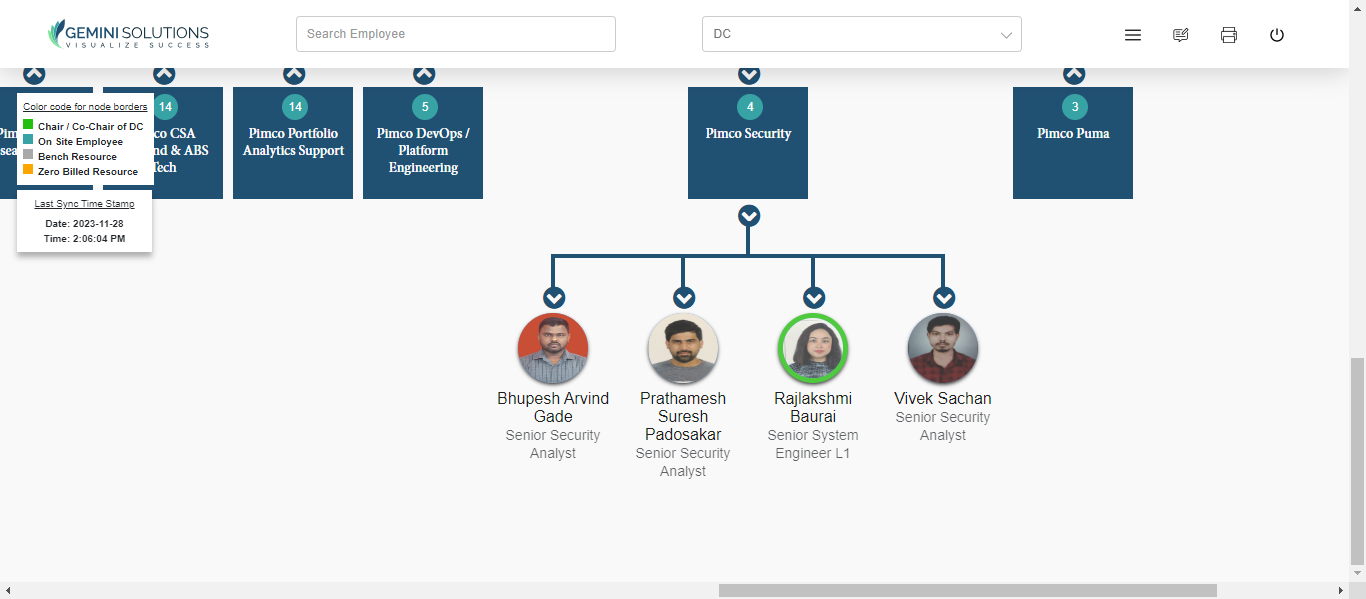 GEMINI SOLUTIONS
VISUALIZE SUCCESS
Search Employee
DC
14
14
5
4
3
Pimco Portfolio
Analytics Support
Pimco DevOps /
Platform
Engineering
Pimco Security
Pimco Puma
CSA
& ABS
Tech
Color code for node borders
Chair / Co-Chair of DC
On Site Employee
Bench Resource
Zero Billed Resource
Last Sync Time Stamp
Date: 2023-11-28
Time: 2:06:04 PM
Bhupesh Arvind
Gade
Senior Security
Analyst
Prathamesh
Suresh
Padosakar
Senior Security
Analyst
Rajlakshmi
Baurai
Senior System
Engineer L1
Vivek Sachan
Senior Security
Analyst